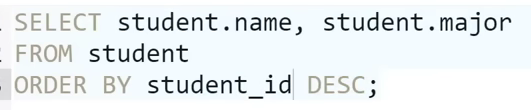 SELECT student.name, student.major
FROM student
ORDER BY student_id DESC;